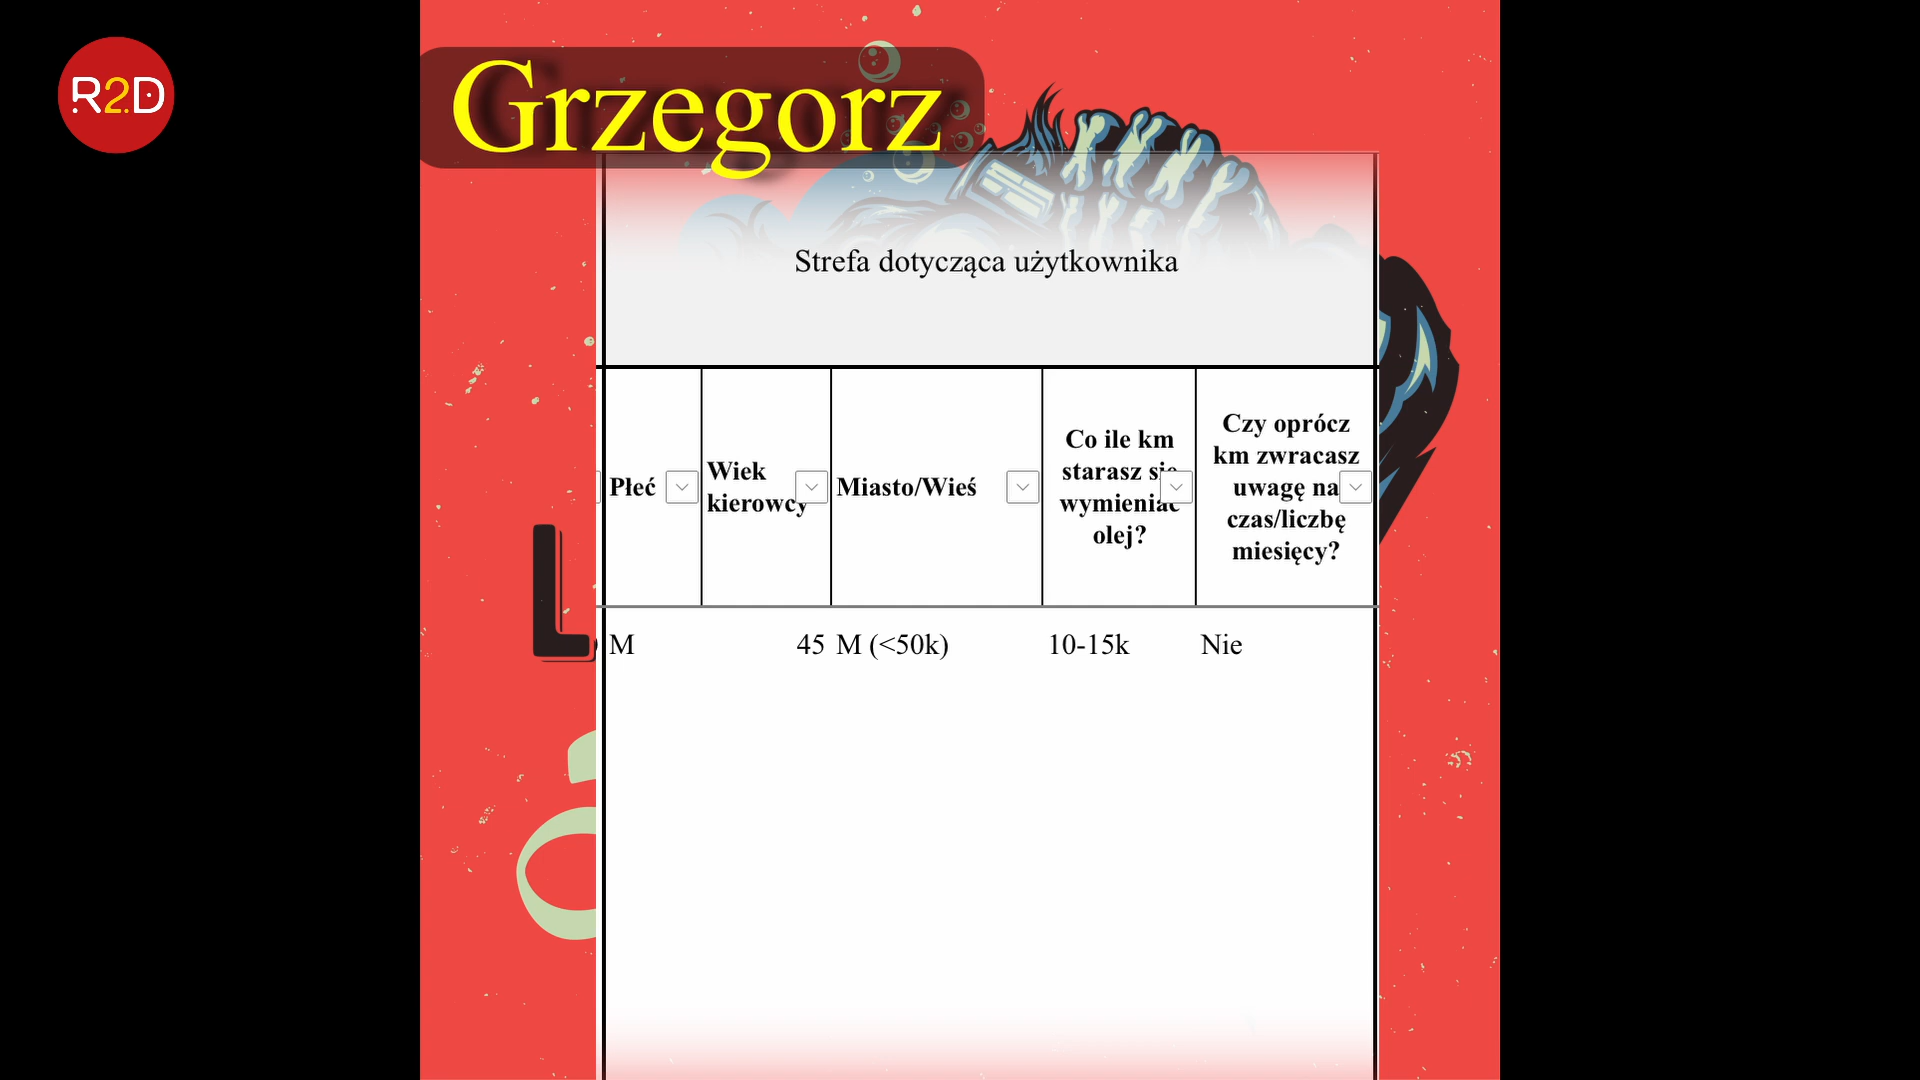 R2D
Grzegorz
Strefa dotycząca użytkownika
Płeć
Wiek
kierowcy
Miasto/Wieś
Co ile km
starasz się
wymieniać
olej?
Czy oprócz
km zwracasz
uwagę na
czas/liczbę
miesięcy?
M
45
M (<50k)
10-15k
Nie
L